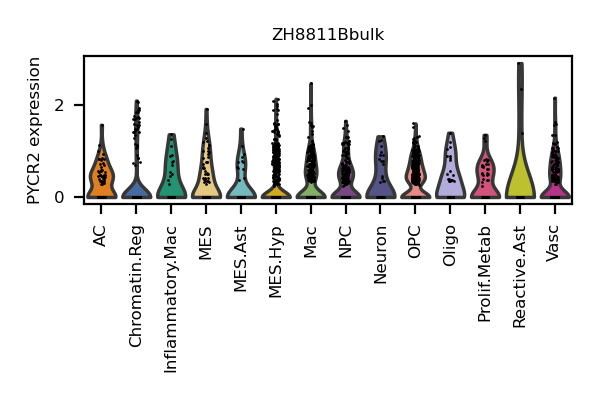 ZH8811Bbulk
PYCR2 expression
2
0
AC
Chromatin.Reg
Inflammatory.Mac
MES
MES.Ast
MES.Hyp
Mac
NPC
Neuron
OPC
Oligo
Prolif.Metab
Reactive.Ast
Vasc